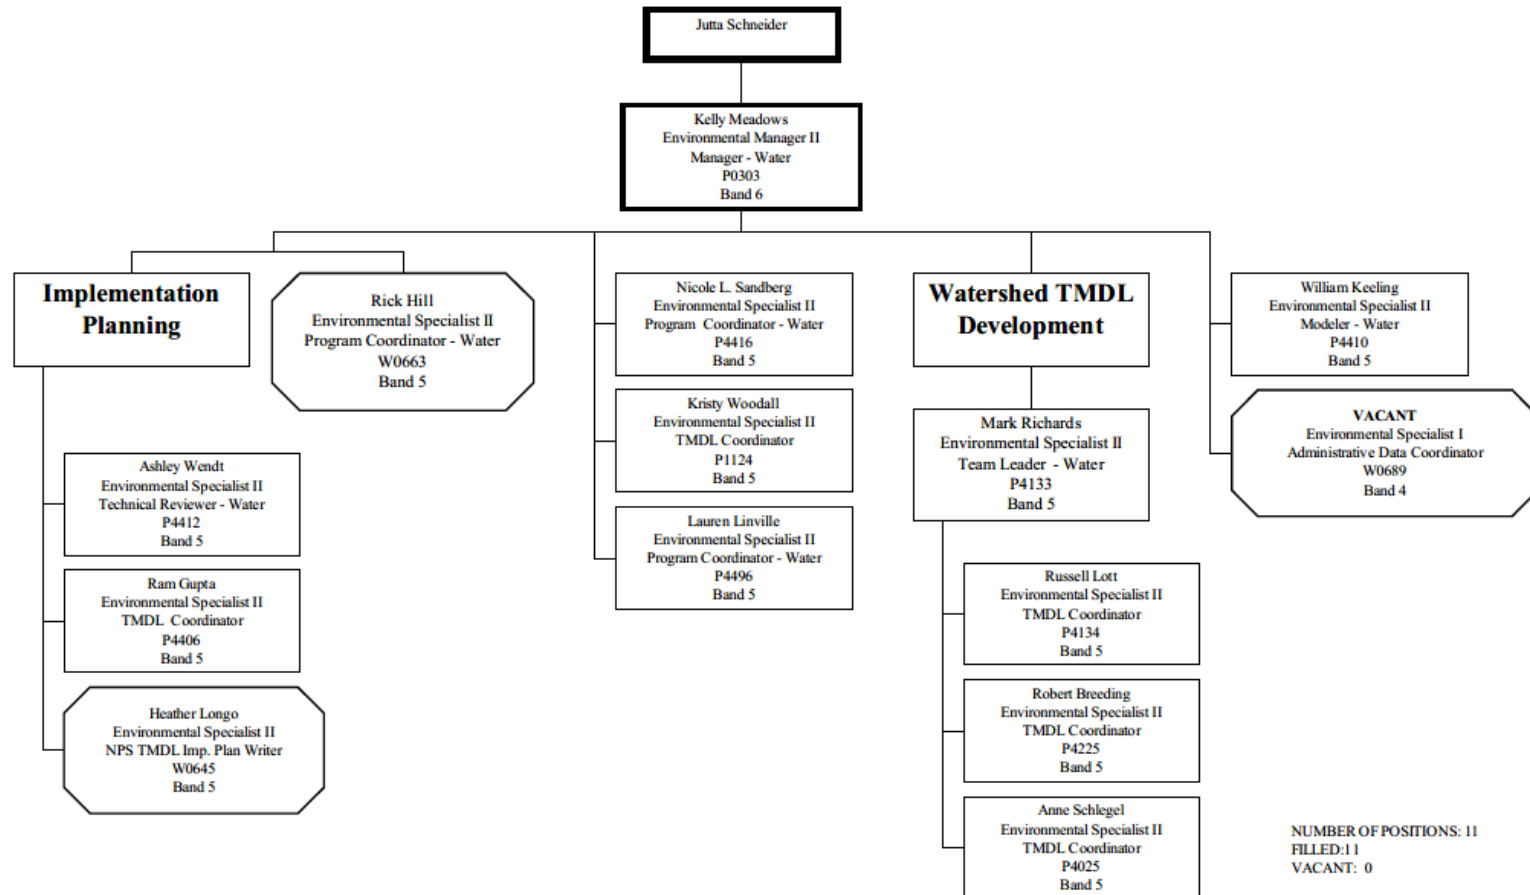 Jutta Schneider
Kelly Meadows
Environmental Manager II
Manager - Water
P0303
Band 6
Implementation
Planning
Rick Hill
Environmental Specialist II
Program Coordinator - Water
W0663
Band 5
Nicole L. Sandberg
Environmental Specialist II
Program Coordinator - Water
P4416
Band 5
Watershed TMDL
Development
William Keeling
Environmental Specialist II
Modeler - Water
P4410
Band 5
Kristy Woodall
Environmental Specialist II
TMDL Coordinator
P1124
Band 5
Mark Richards
Environmental Specialist II
Team Leader - Water
P4133
Band 5
VACANT
Environmental Specialist I
Administrative Data Coordinator
W0689
Band 4
Ashley Wendt
Environmental Specialist II
Technical Reviewer - Water
P4412
Band 5
Lauren Linville
Environmental Specialist II
Program Coordinator - Water
P4496
Band 5
Ram Gupta
Environmental Specialist II
TMDL Coordinator
P4406
Band 5
Russell Lott
Environmental Specialist II
TMDL Coordinator
P4134
Band 5
Heather Longo
Environmental Specialist II
NPS TMDL Imp. Plan Writer
W0645
Band 5
Robert Breeding
Environmental Specialist II
TMDL Coordinator
P4225
Band 5
Anne Schlegel
Environmental Specialist II
TMDL Coordinator
P4025
Band 5
NUMBER OF POSITIONS: 11
FILLED:11
VACANT: 0